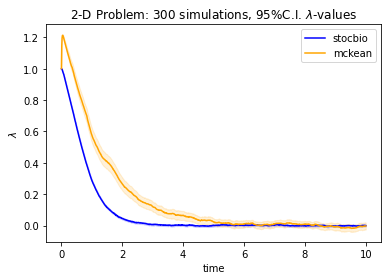 2-D Problem: 300 simulations, 95%C.I. λ-values
stocbio
mckean
λ
1.2
1.0
0.8
0.6
0.4
0.2
0.0
0 2 4 6 8 10
time